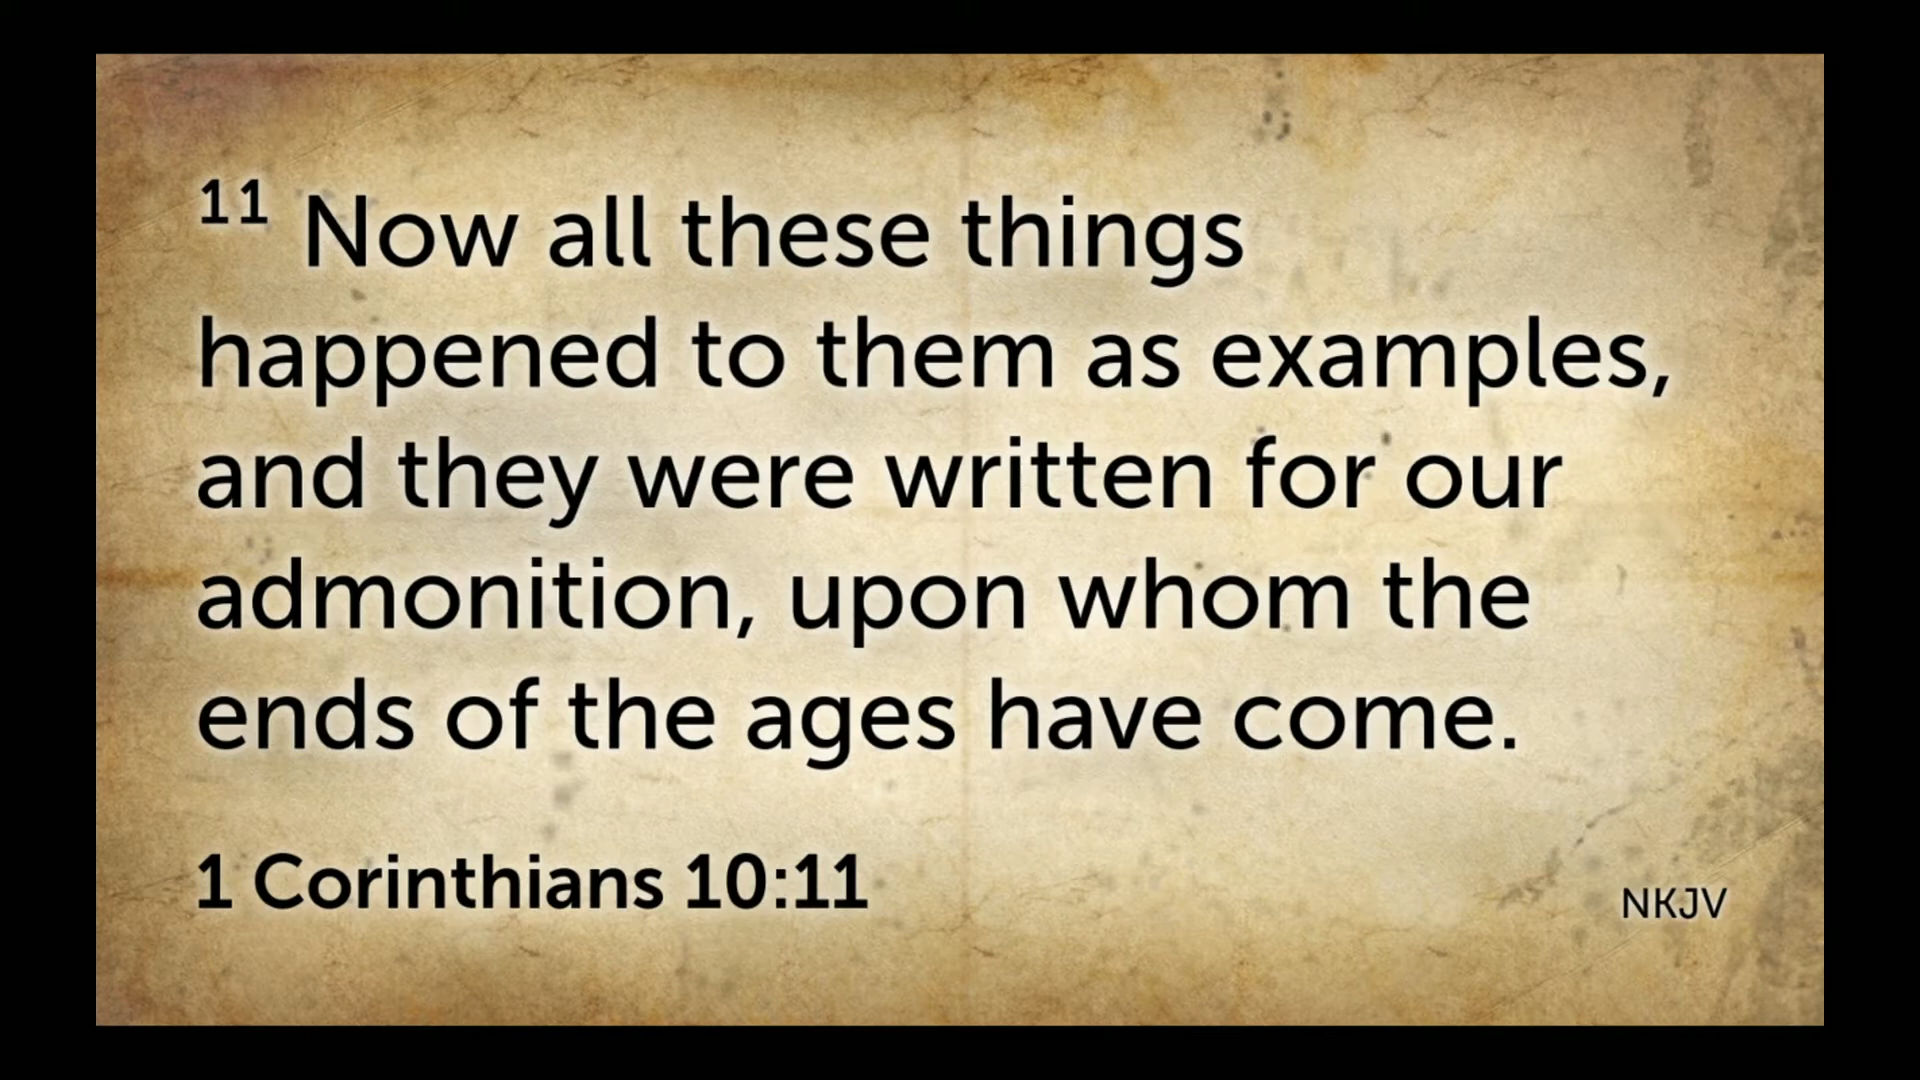 11 Now all these things
happened to them as examples,
and they were written for our
admonition, upon whom the
ends of the ages have come.
1 Corinthians 10:11
NKJV